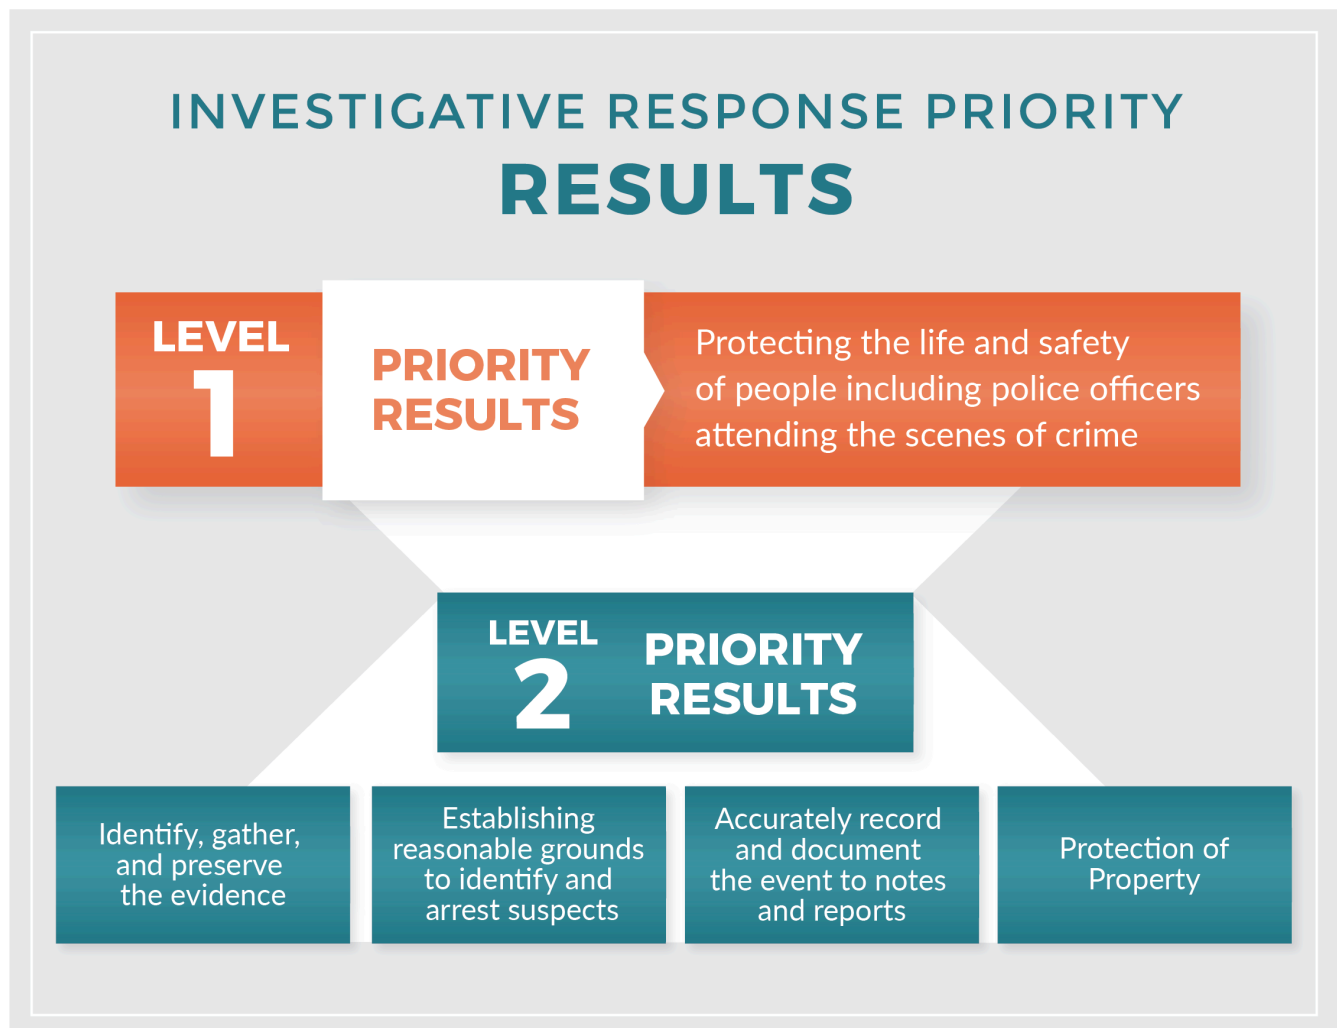 INVESTIGATIVE RESPONSE PRIORITY
RESULTS
LEVEL
1
PRIORITY
RESULTS
Protecting the life and safety
of people including police officers
attending the scenes of crime
LEVEL
2
PRIORITY
RESULTS
Identify, gather,
and preserve
the evidence
Establishing
reasonable grounds
to identify and
arrest suspects
Accurately record
and document
the event to notes
and reports
Protection of
Property